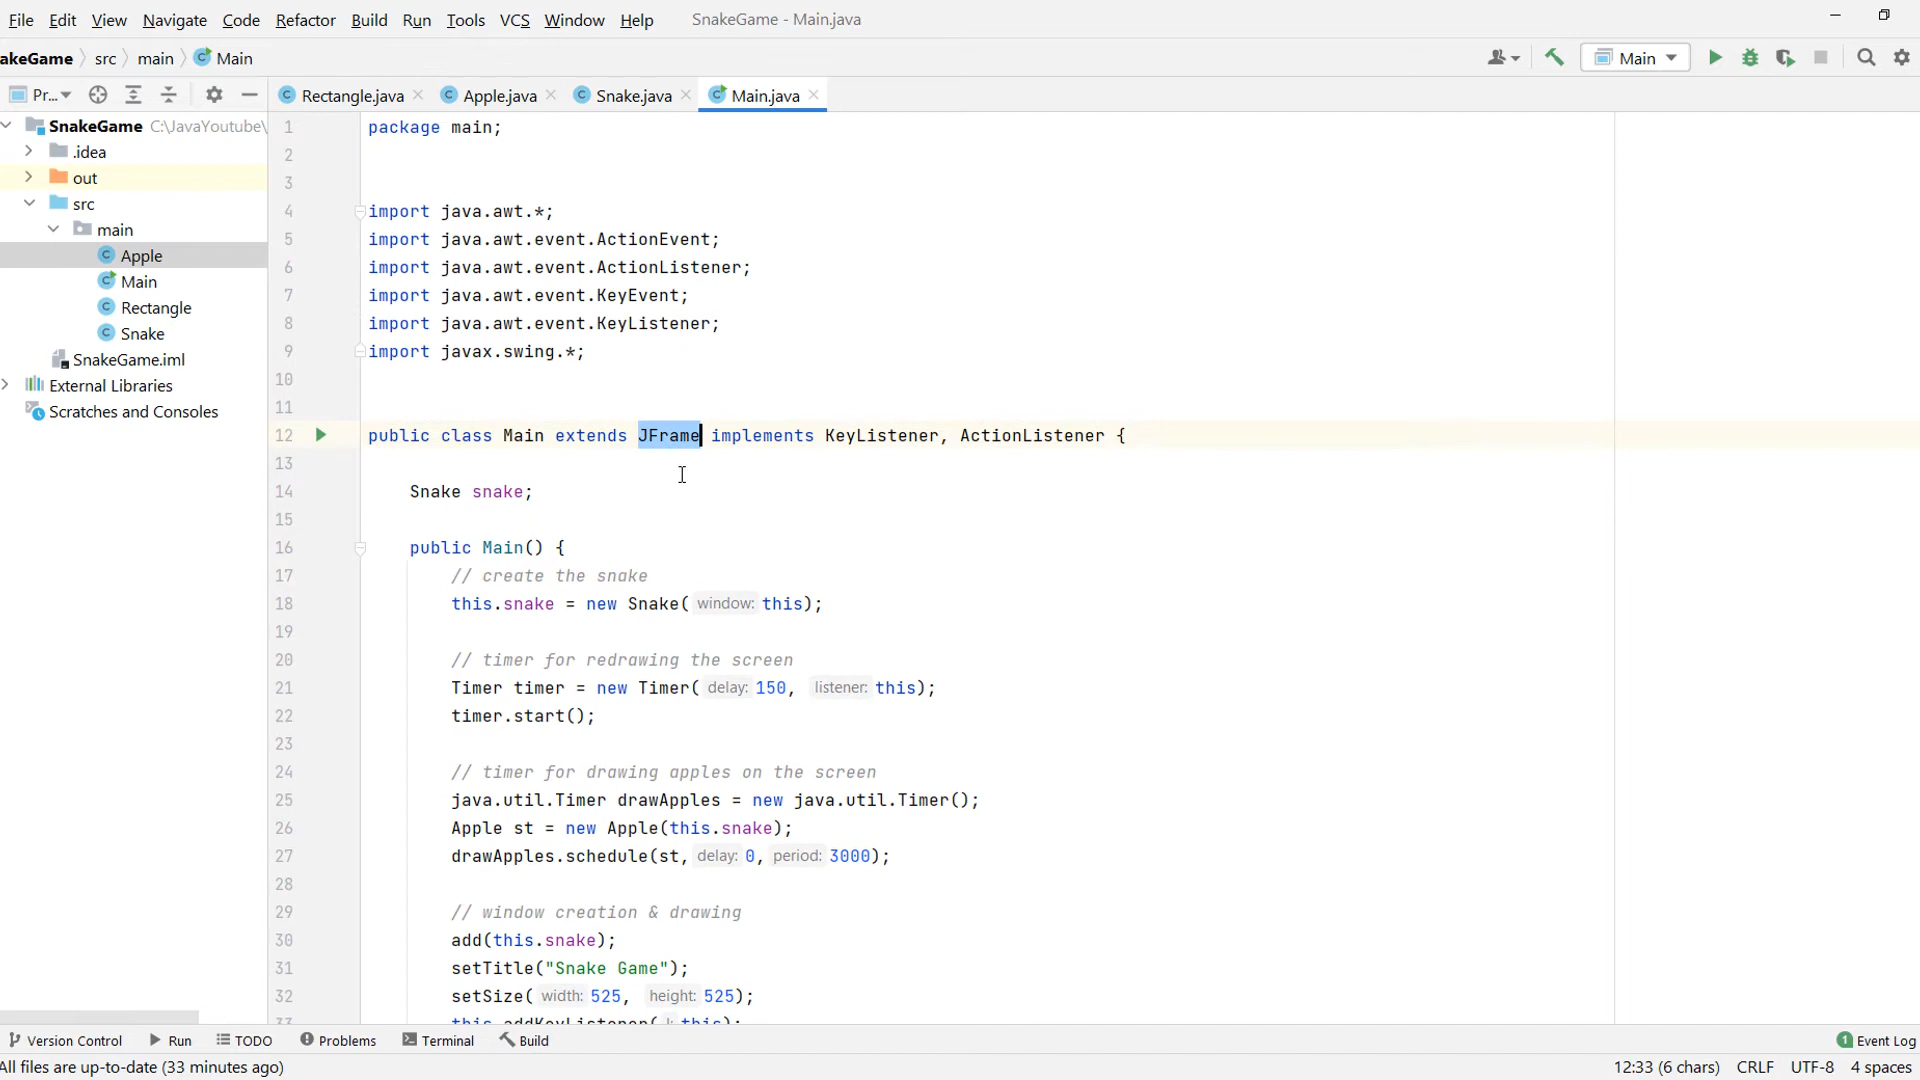 File Edit View Navigate Code Refactor Build Run Tools VCS Window Help SnakeGame - Main.java
akeGame src main Main Main
Pr... Rectangle.java Apple.java Snake.java Main.java
SnakeGame C:\JavaYoutube\
.idea
out
src
main
Apple
Main
Rectangle
Snake
SnakeGame.iml
External Libraries
Scratches and Consoles
1 package main;
2
3
4 import java.awt.*;
5 import java.awt.event.ActionEvent;
6 import java.awt.event.ActionListener;
7 import java.awt.event.KeyEvent;
8 import java.awt.event.KeyListener;
9 import javax.swing.*;
10
11
12 public class Main extends JFrame implements KeyListener, ActionListener {
13
14 Snake snake;
15
16 public Main() {
17 // create the snake
18 this.snake = new Snake( window: this);
19
20 // timer for redrawing the screen
21 Timer timer = new Timer( delay: 150, listener: this);
22 timer.start();
23
24 // timer for drawing apples on the screen
25 java.util.Timer drawApples = new java.util.Timer();
26 Apple st = new Apple(this.snake);
27 drawApples.schedule(st, delay: 0, period: 3000);
28
29 // window creation & drawing
30 add(this.snake);
31 setTitle("Snake Game");
32 setSize( width: 525, height: 525);
33 this.addKeyListener( l: this);
Version Control Run TODO Problems Terminal Build 1 Event Log
All files are up-to-date (33 minutes ago) 12:33 (6 chars) CRLF UTF-8 4 spaces